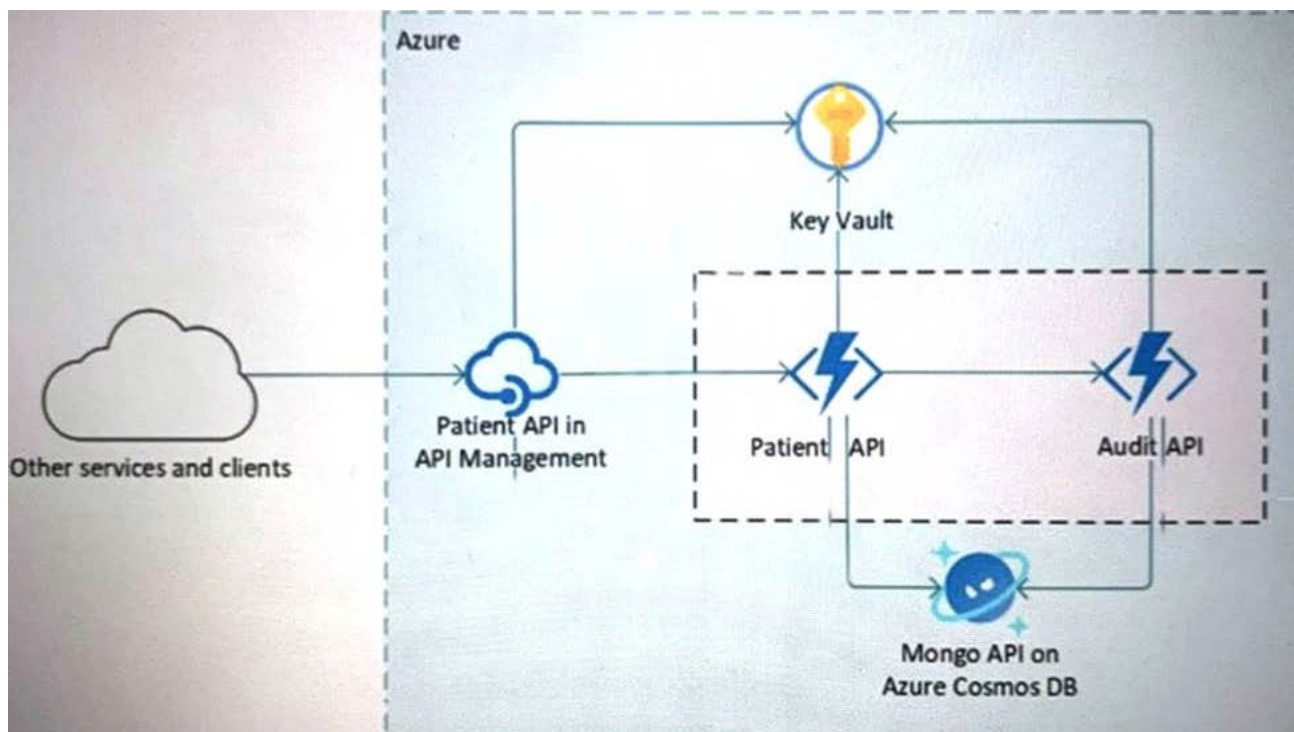 Azure
Key Vault
Other services and clients
Patient API in
API Management
Patient API
Audit API
Mongo API on
Azure Cosmos DB